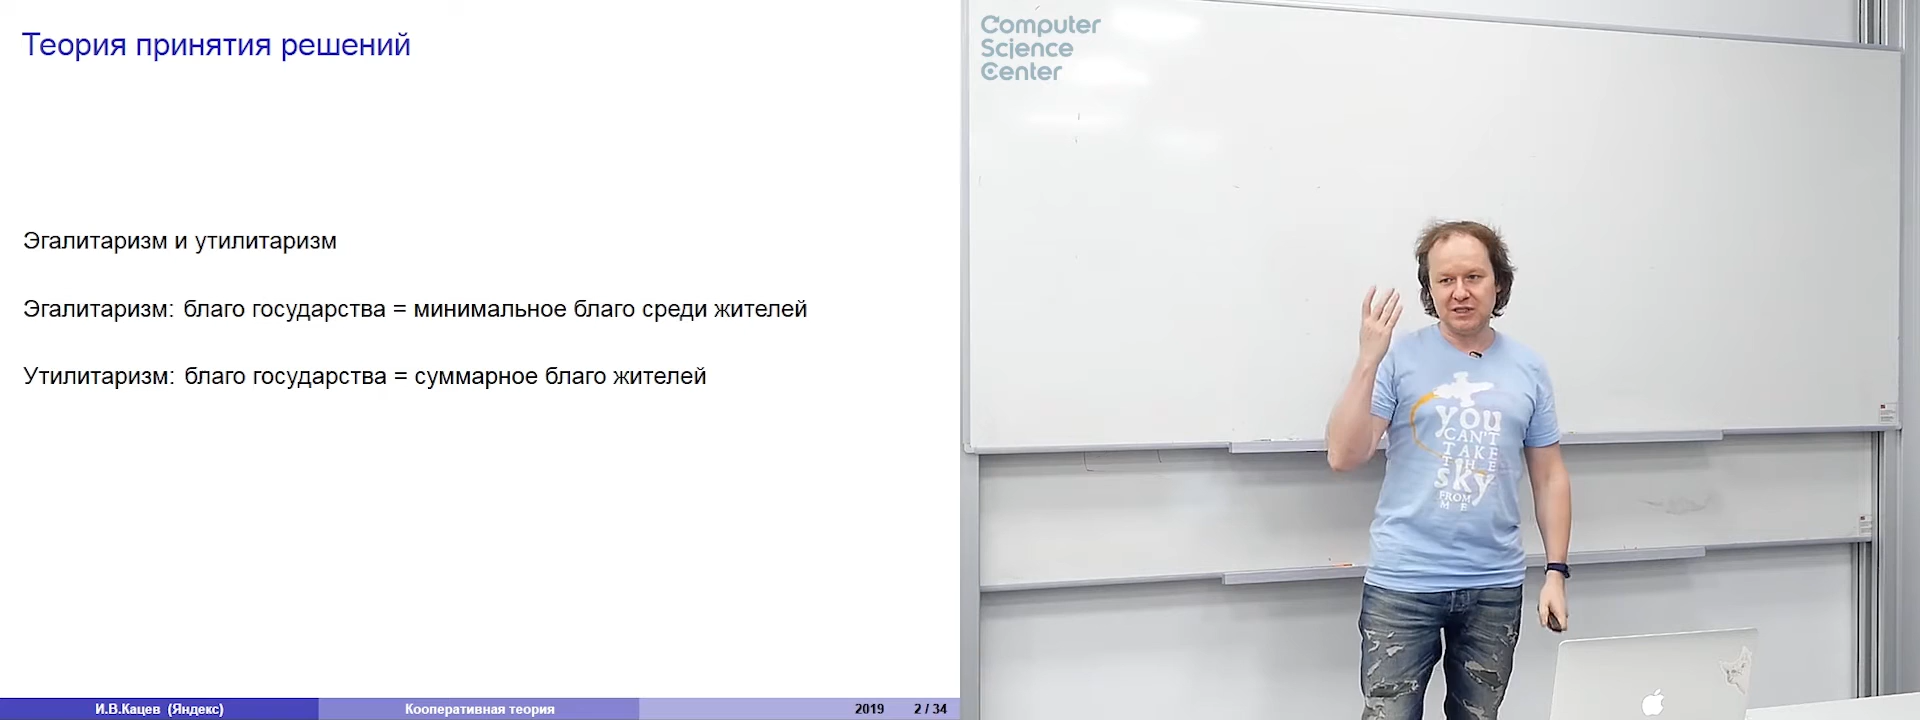 Теория принятия решений
Эгалитаризм и утилитаризм
Эгалитаризм: благо государства = минимальное благо среди жителей
Утилитаризм: благо государства = суммарное благо жителей
И.В.Кацев (Яндекс)
Кооперативная теория
2019
2 / 34
Computer
Science
Center
you
CAN'T
TAKE
THE
sky
FROM
ME